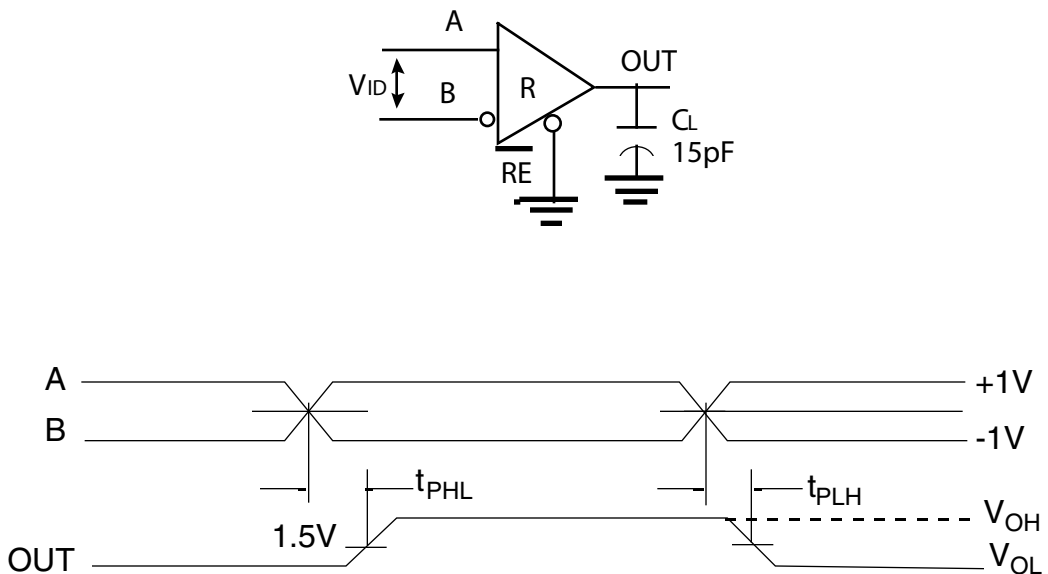 A
OUT
VID
B
R
CL
15pF
RE
A
+1V
B
-1V
tPHL
tPLH
1.5V
VOH
OUT
VOL